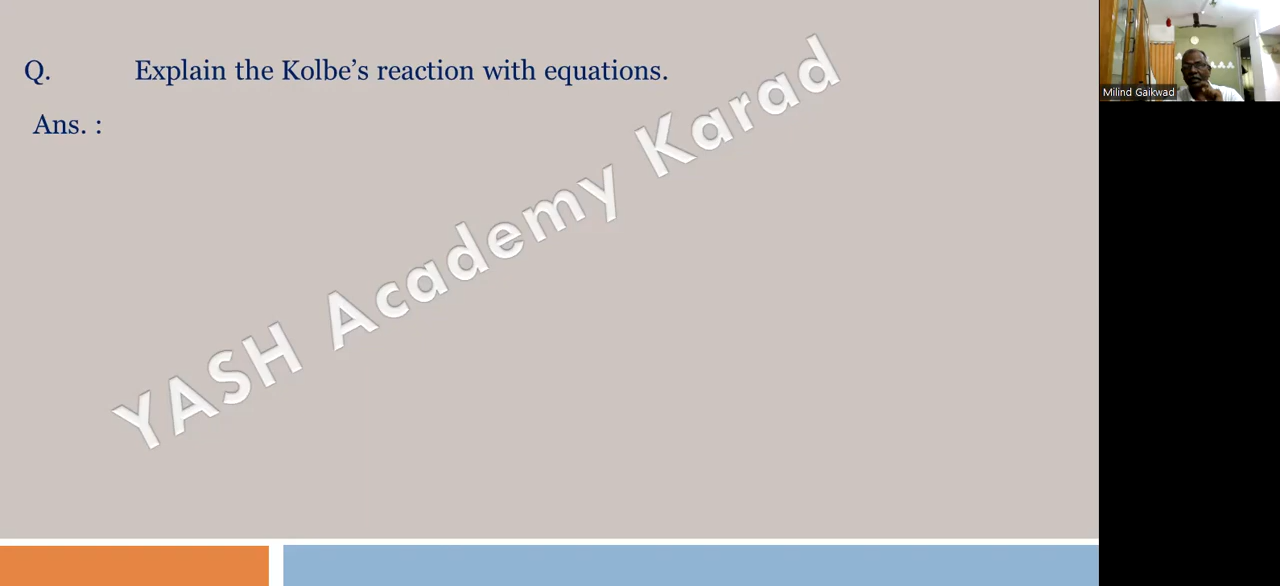 Q. Explain the Kolbe’s reaction with equations.
Ans. :
YASH Academy Karad
Milind Gaikwad